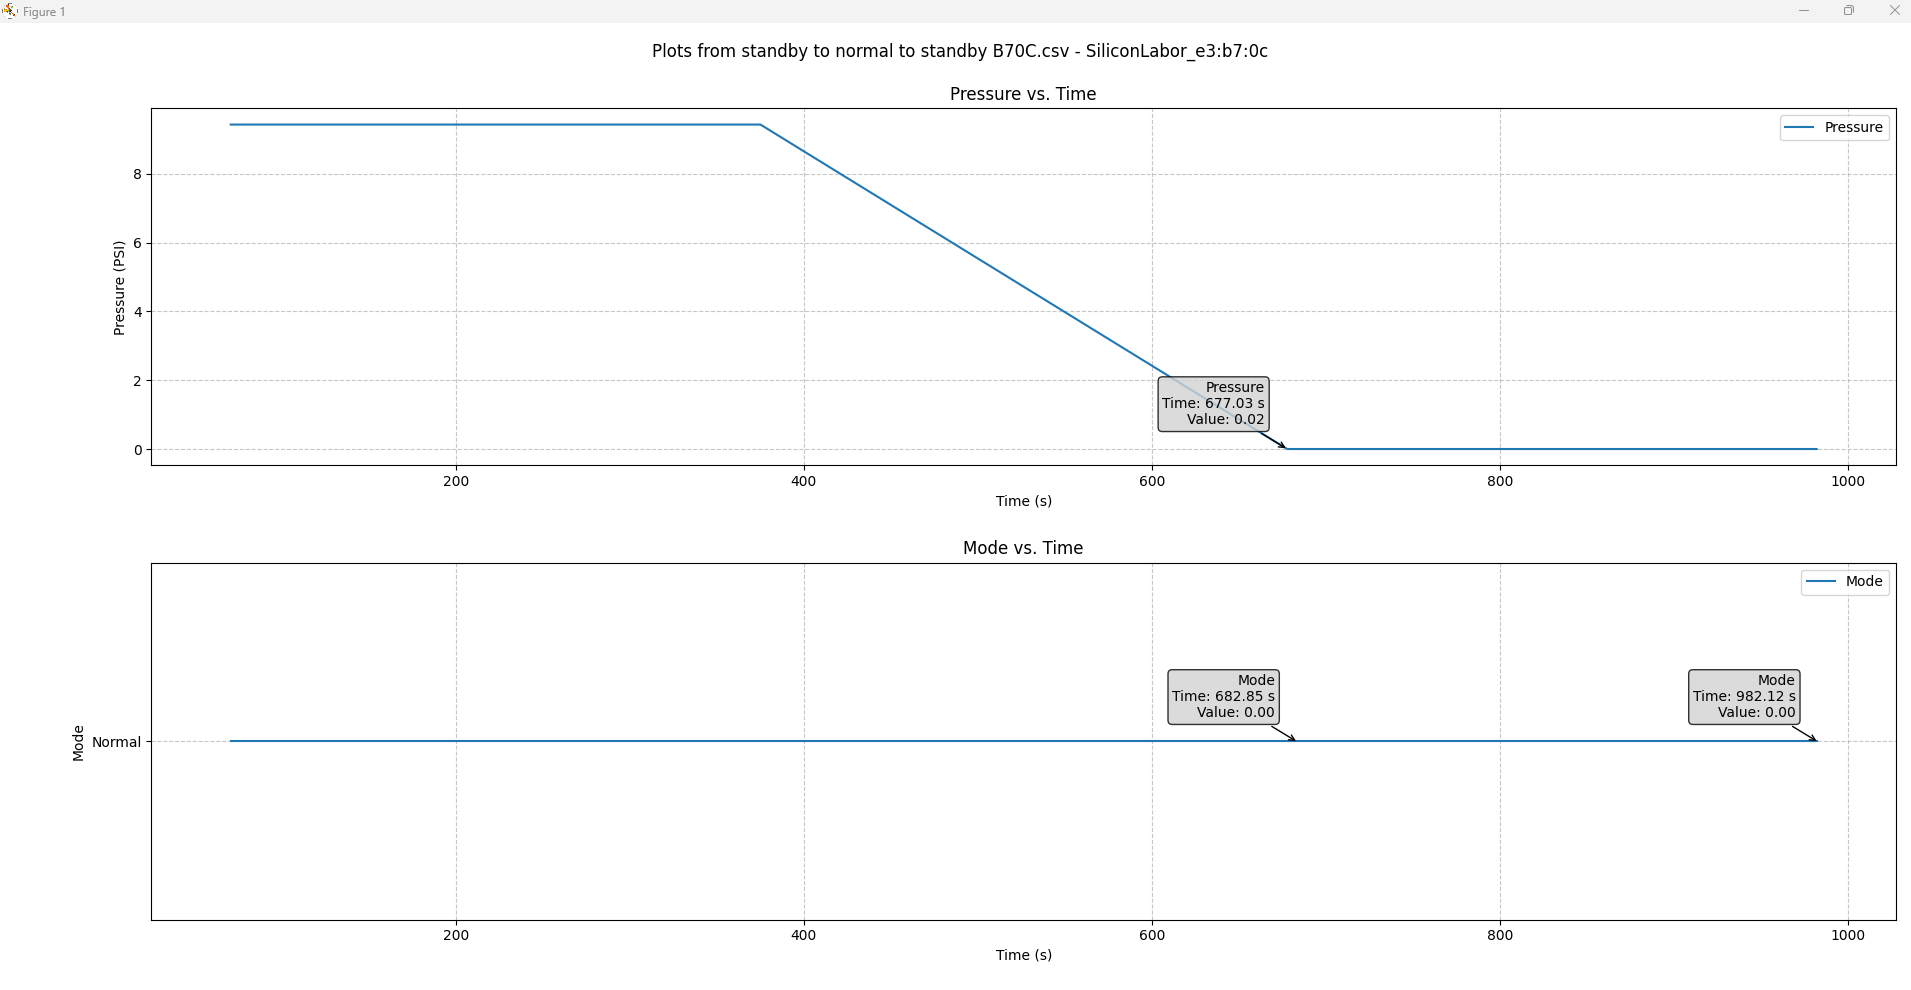 Figure 1
Plots from standby to normal to standby B70C.csv - SiliconLabor_e3:b7:0c
Pressure vs. Time
Pressure
8
6
4
2
0
Pressure (PSI)
Pressure
Time: 677.03 s
Value: 0.02
200
400
600
800
1000
Time (s)
Mode vs. Time
Mode
Mode
Time: 682.85 s
Value: 0.00
Mode
Time: 982.12 s
Value: 0.00
Mode
Normal
200
400
600
800
1000
Time (s)